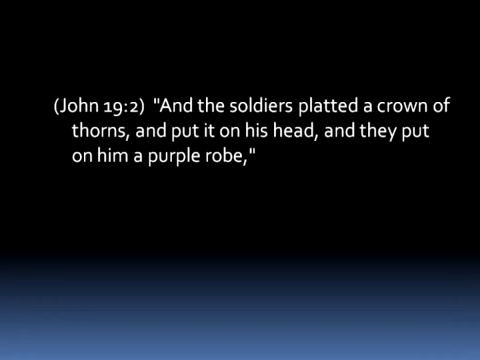 (John 19:2)  "And the soldiers platted a crown of
thorns, and put it on his head, and they put
on him a purple robe,"